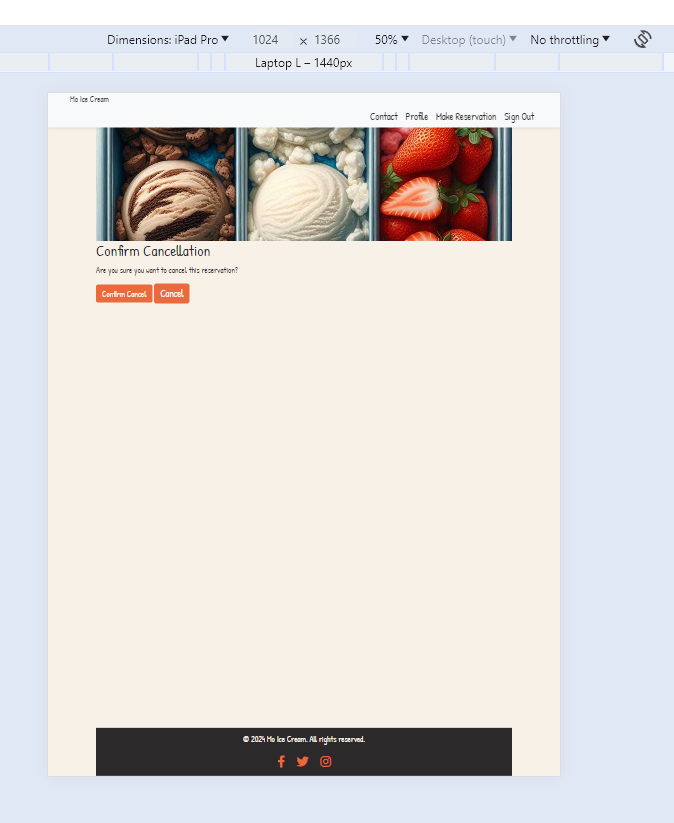 Dimensions: iPad Pro 1024 × 1366 50% Desktop (touch) No throttling
Laptop L – 1440px
Mo Ice Cream
Contact Profile Make Reservation Sign Out
Confirm Cancellation
Are you sure you want to cancel this reservation?
Confirm Cancel Cancel
© 2024 Mo Ice Cream. All rights reserved.